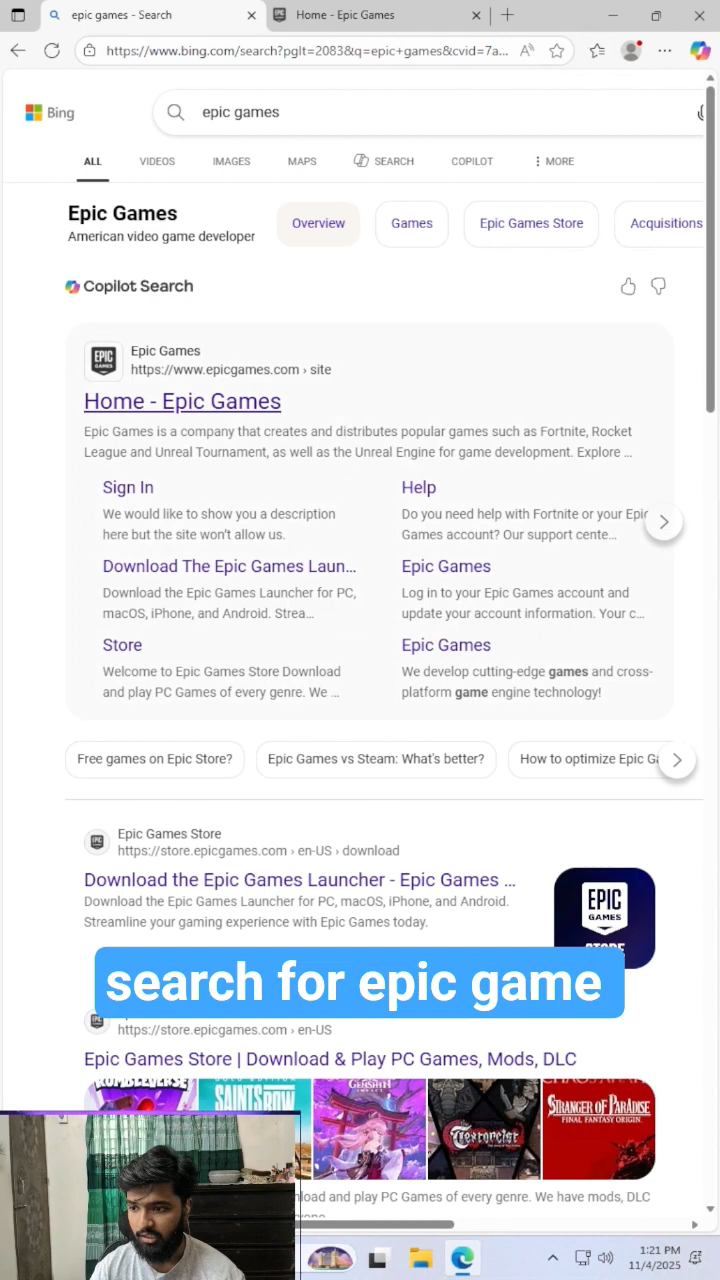 epic games - Search
Home - Epic Games
https://www.bing.com/search?pglt=2083&q=epic+games&cvid=7a...
Bing
epic games
ALL
VIDEOS
IMAGES
MAPS
SEARCH
COPILOT
MORE
Epic Games
American video game developer
Overview
Games
Epic Games Store
Acquisitions
Copilot Search
EPIC
GAMES
Epic Games
https://www.epicgames.com › site
Home - Epic Games
Epic Games is a company that creates and distributes popular games such as Fortnite, Rocket
League and Unreal Tournament, as well as the Unreal Engine for game development. Explore ...
Sign In
We would like to show you a description
here but the site won't allow us.
Help
Do you need help with Fortnite or your Epic
Games account? Our support cente...
Download The Epic Games Laun...
Download the Epic Games Launcher for PC,
macOS, iPhone, and Android. Strea...
Epic Games
Log in to your Epic Games account and
update your account information. Your c...
Store
Welcome to Epic Games Store Download
and play PC Games of every genre. We ...
Epic Games
We develop cutting-edge games and cross-
platform game engine technology!
Free games on Epic Store?
Epic Games vs Steam: What's better?
How to optimize Epic Ga
Epic Games Store
https://store.epicgames.com › en-US › download
Download the Epic Games Launcher - Epic Games ...
Download the Epic Games Launcher for PC, macOS, iPhone, and Android.
Streamline your gaming experience with Epic Games today.
EPIC
GAMES
STORE
search for epic game
https://store.epicgames.com › en-US
Epic Games Store | Download & Play PC Games, Mods, DLC
RUMBLEVERSE
SAINTS ROW
GENSHIN
IMPACT
Textorcist
STRANGER OF PARADISE
FINAL FANTASY ORIGIN
load and play PC Games of every genre. We have mods, DLC
1:21 PM
11/4/2025